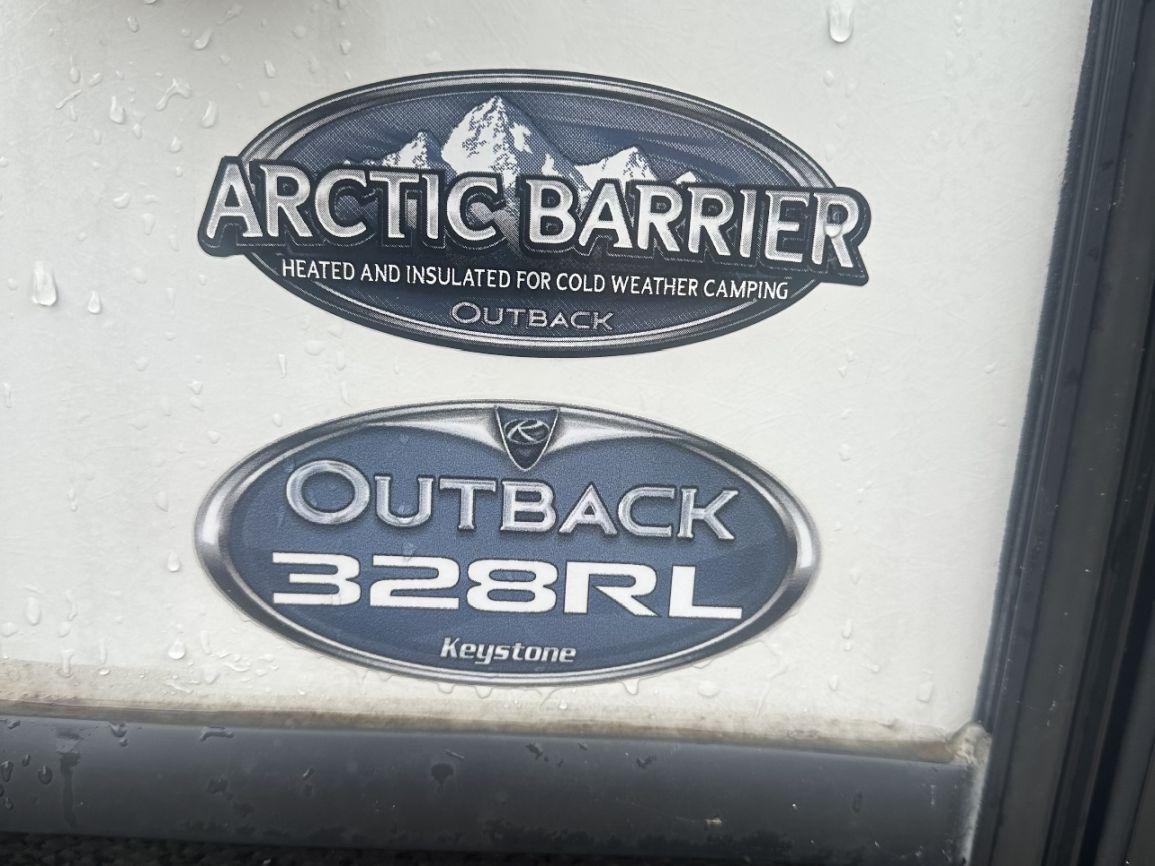 ARCTIC BARRIER
HEATED AND INSULATED FOR COLD WEATHER CAMPING
OUTBACK
K
OUTBACK
328RL
Keystone